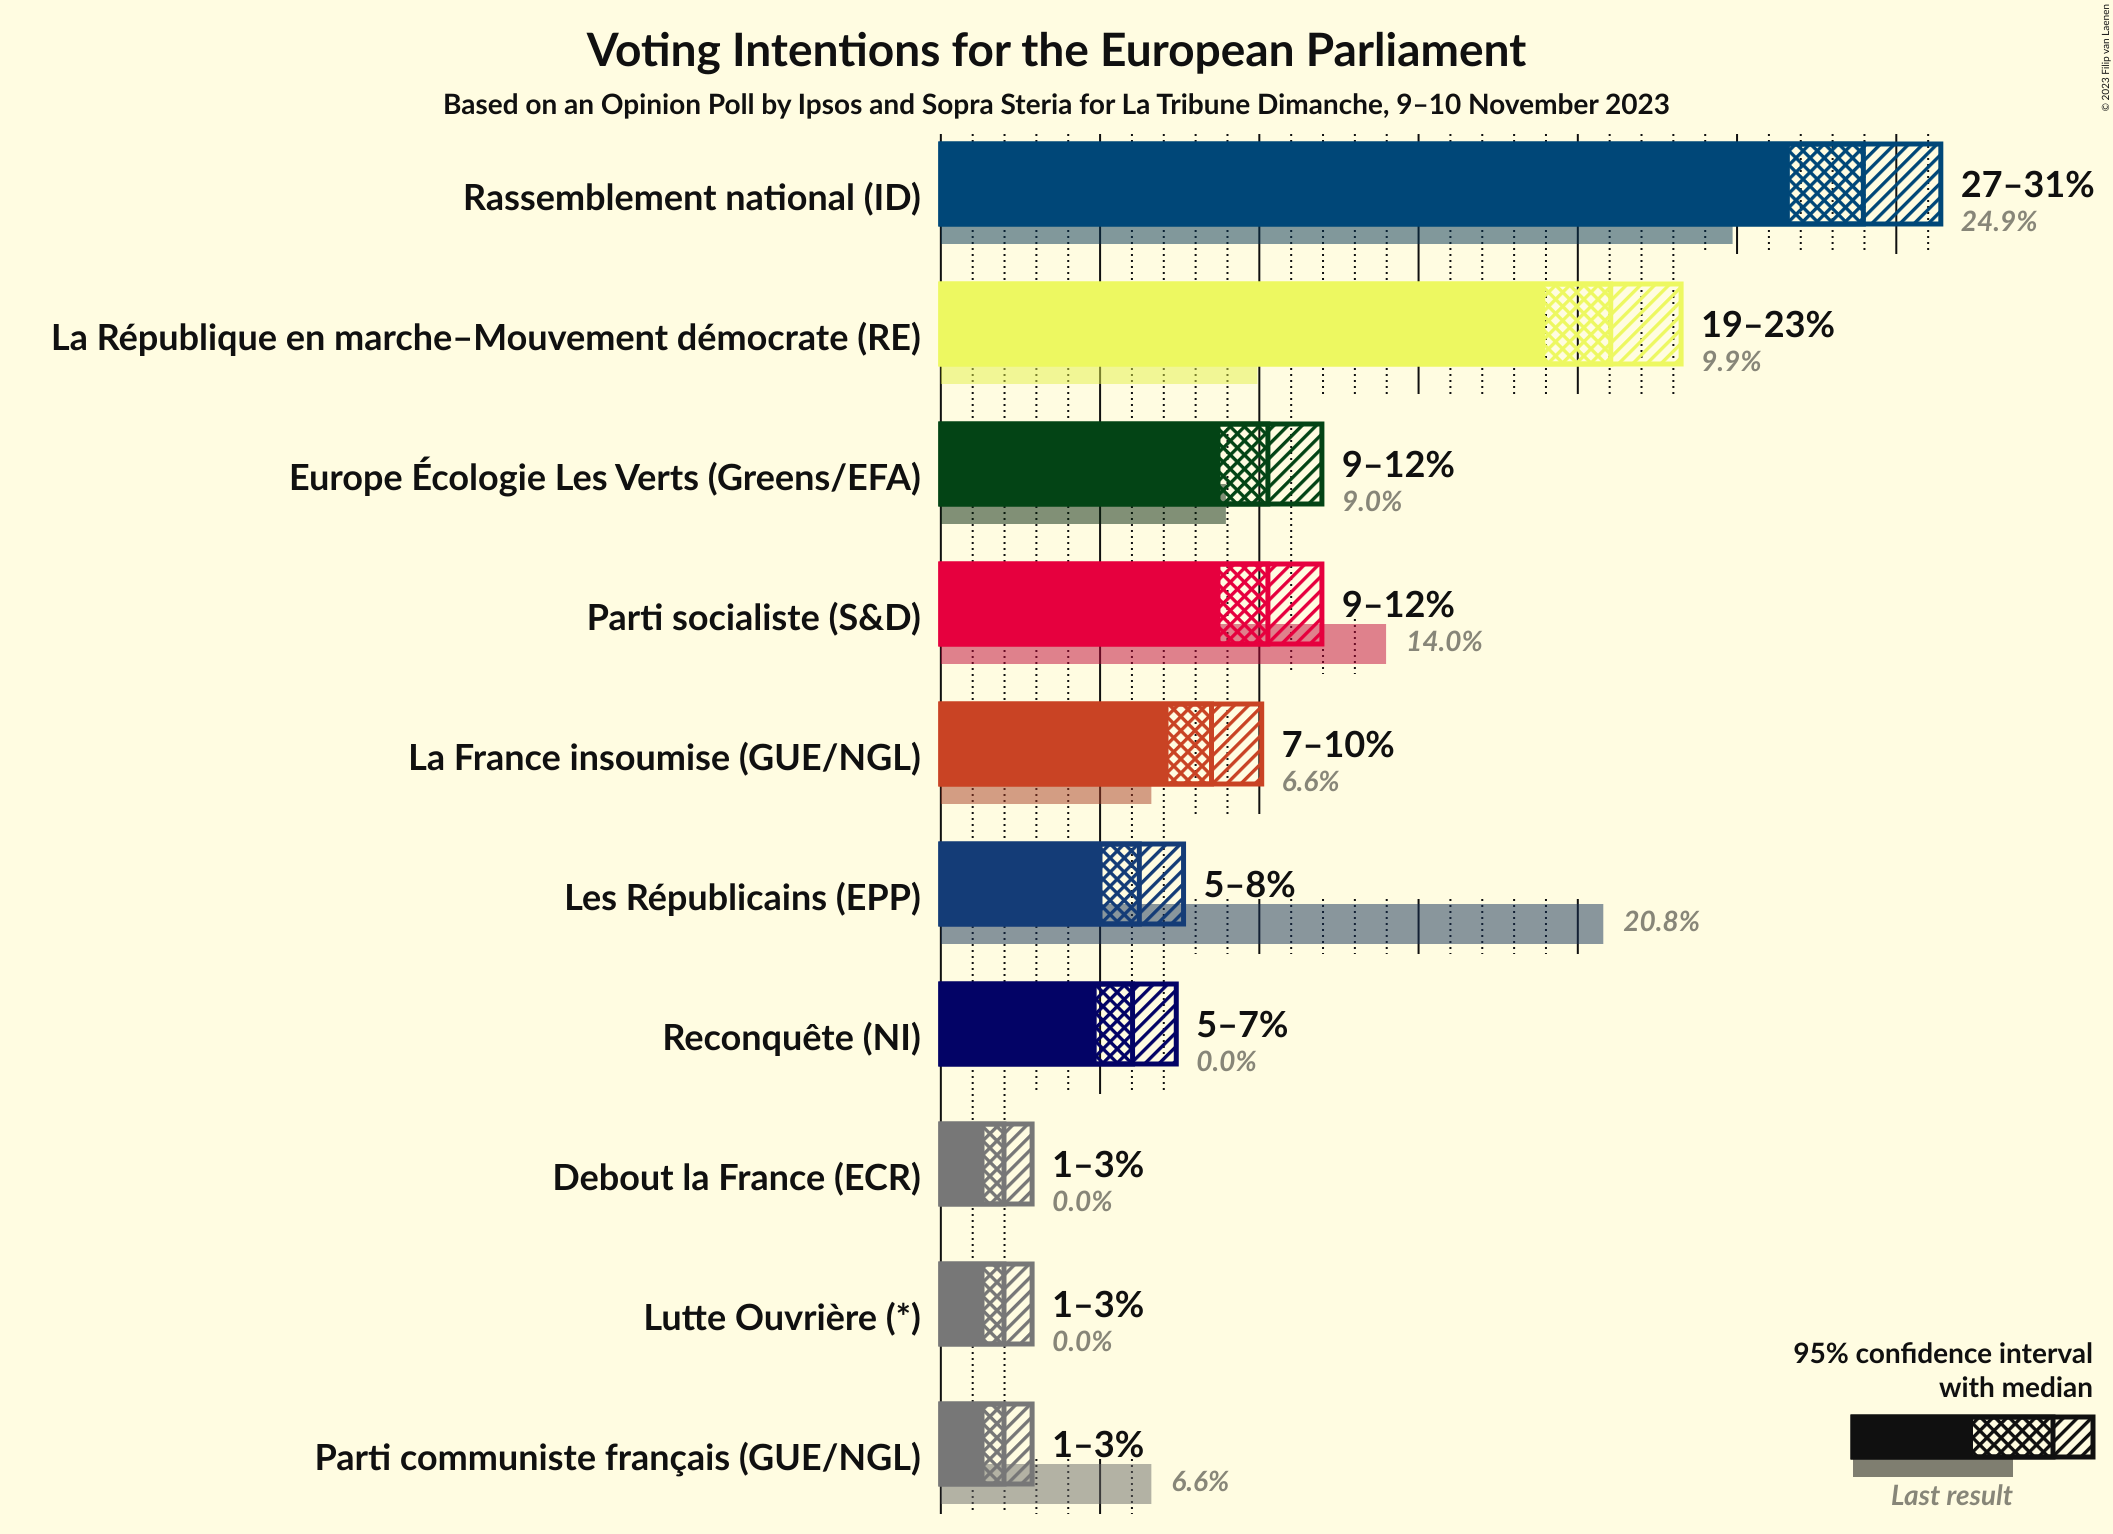 Voting Intentions for the European Parliament
Based on an Opinion Poll by Ipsos and Sopra Steria for La Tribune Dimanche, 9–10 November 2023
© 2023 Filip van Laenen
Rassemblement national (ID)
27–31%
24.9%
La République en marche–Mouvement démocrate (RE)
19–23%
9.9%
Europe Écologie Les Verts (Greens/EFA)
9–12%
9.0%
Parti socialiste (S&D)
9–12%
14.0%
La France insoumise (GUE/NGL)
7–10%
6.6%
Les Républicains (EPP)
5–8%
20.8%
Reconquête (NI)
5–7%
0.0%
Debout la France (ECR)
1–3%
0.0%
Lutte Ouvrière (*)
1–3%
0.0%
Parti communiste français (GUE/NGL)
1–3%
6.6%
95% confidence interval
with median
Last result